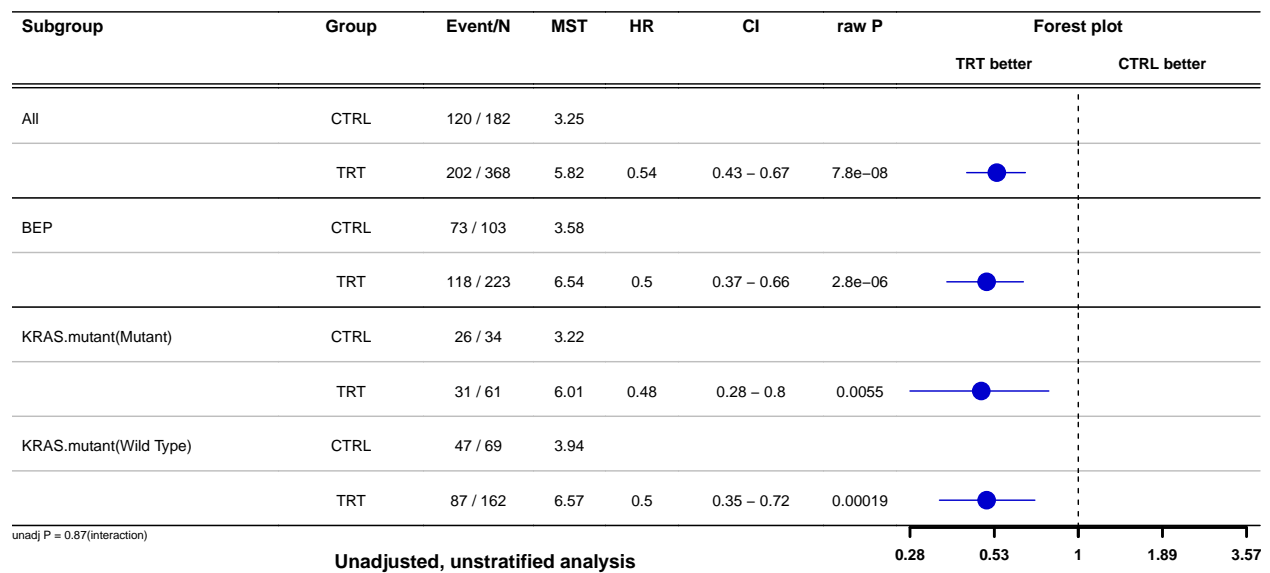 Subgroup Group Event/N MST HR CI raw P Forest plot
TRT better CTRL better
All CTRL 120 / 182 3.25
TRT 202 / 368 5.82 0.54 0.43 − 0.67 7.8e−08
BEP CTRL 73 / 103 3.58
TRT 118 / 223 6.54 0.5 0.37 − 0.66 2.8e−06
KRAS.mutant(Mutant) CTRL 26 / 34 3.22
TRT 31 / 61 6.01 0.48 0.28 − 0.8 0.0055
KRAS.mutant(Wild Type) CTRL 47 / 69 3.94
TRT 87 / 162 6.57 0.5 0.35 − 0.72 0.00019
unadj P = 0.87(interaction)
0.28 0.53 1 1.89 3.57
Unadjusted, unstratified analysis